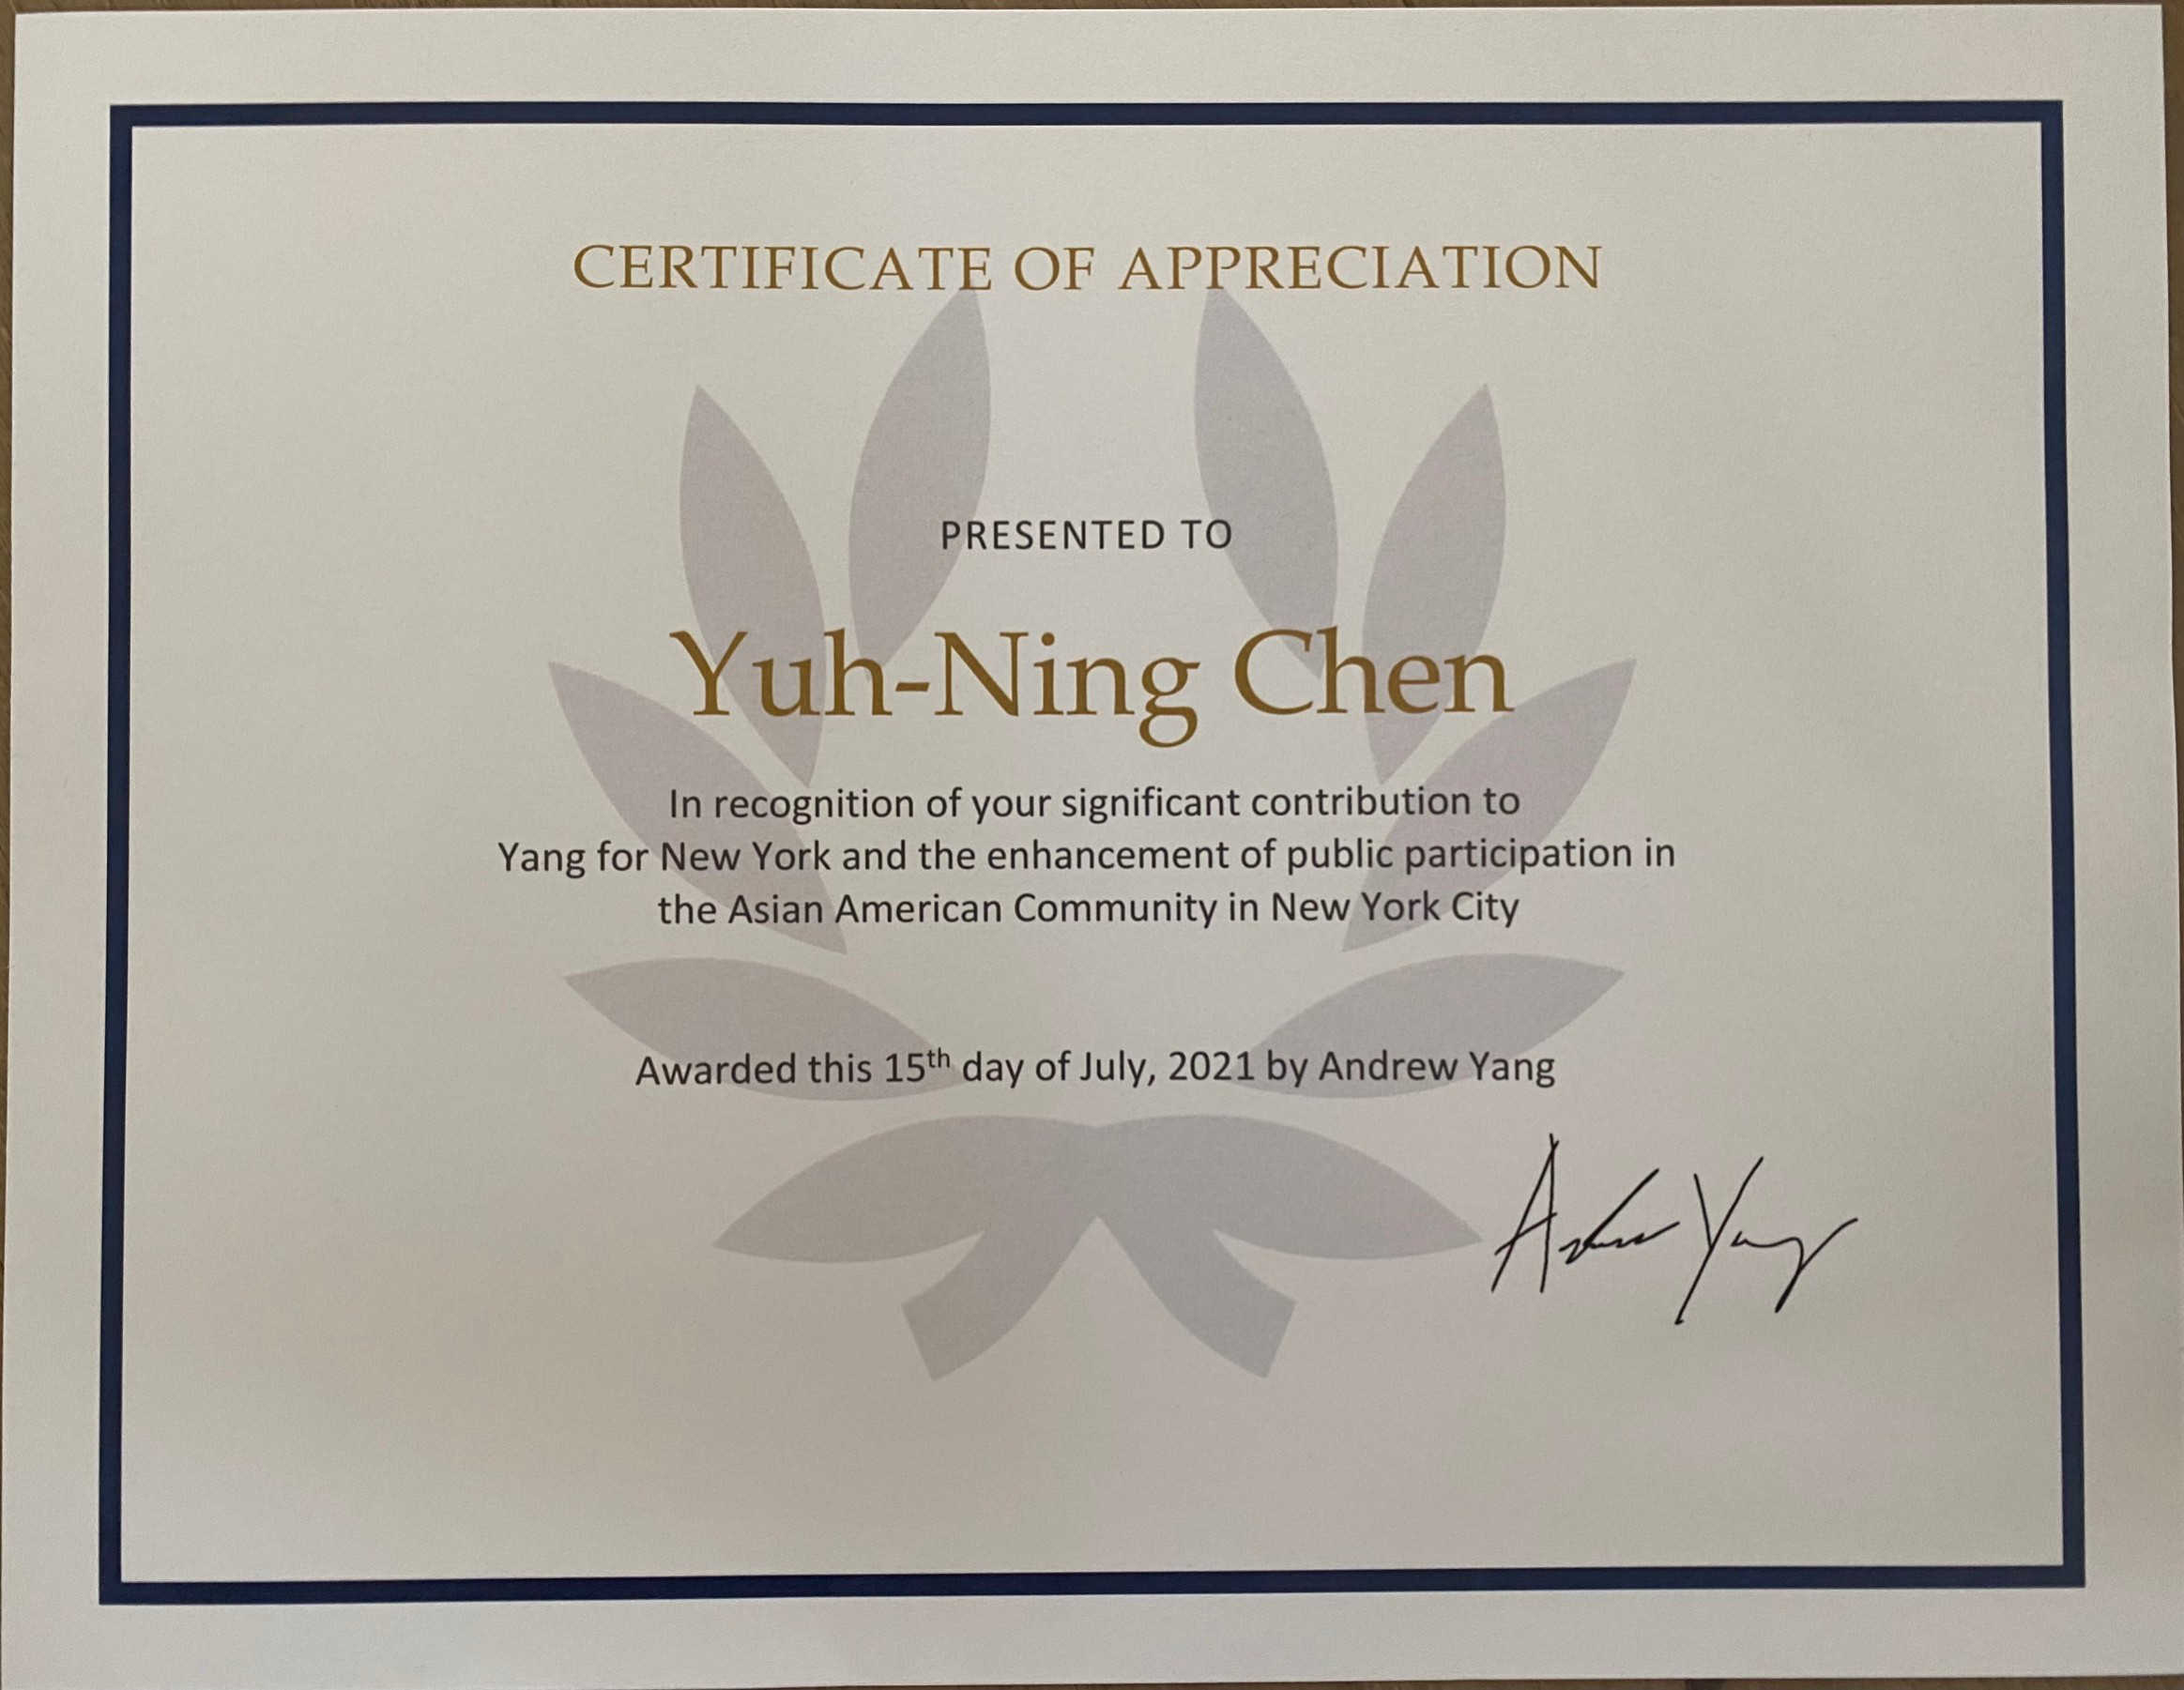 CERTIFICATE OF APPRECIATION
PRESENTED TO
Yuh-Ning Chen
In recognition of your significant contribution to
Yang for New York and the enhancement of public participation in
the Asian American Community in New York City
Awarded this 15th day of July, 2021 by Andrew Yang
Andrew Yang